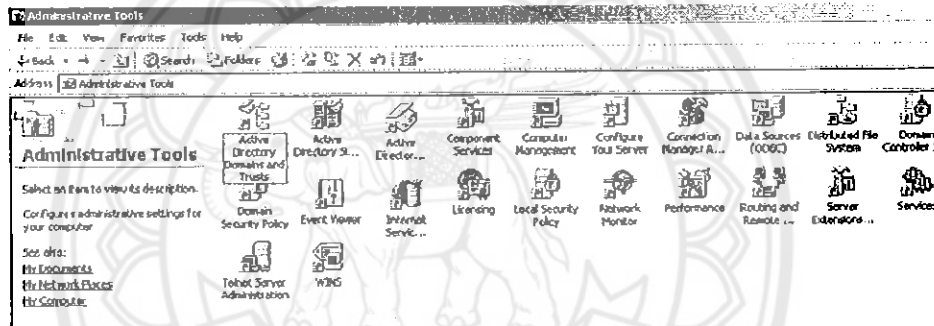 Administrative Tools
File Edit View Favorites Tools Help
Back Search Folders
Address Administrative Tools
Administrative Tools
Select an item to view its description.
Configures administrative settings for
your computer
See also:
My Documents
My Network Places
My Computer
Active
Directory
Domains and
Trusts
Active
Directory Si...
Active
Director...
Component
Services
Computer
Management
Configure
Your Server
Connection
Manager A...
Data Sources
(ODBC)
Distributed File
System
Domain
Controller
Domain
Security Policy
Event Viewer
Internet
Servic...
Licensing
Local Security
Policy
Network
Monitor
Performance
Routing and
Remote ...
Server
Extensions...
Services
Telnet Server
Administration
WINS